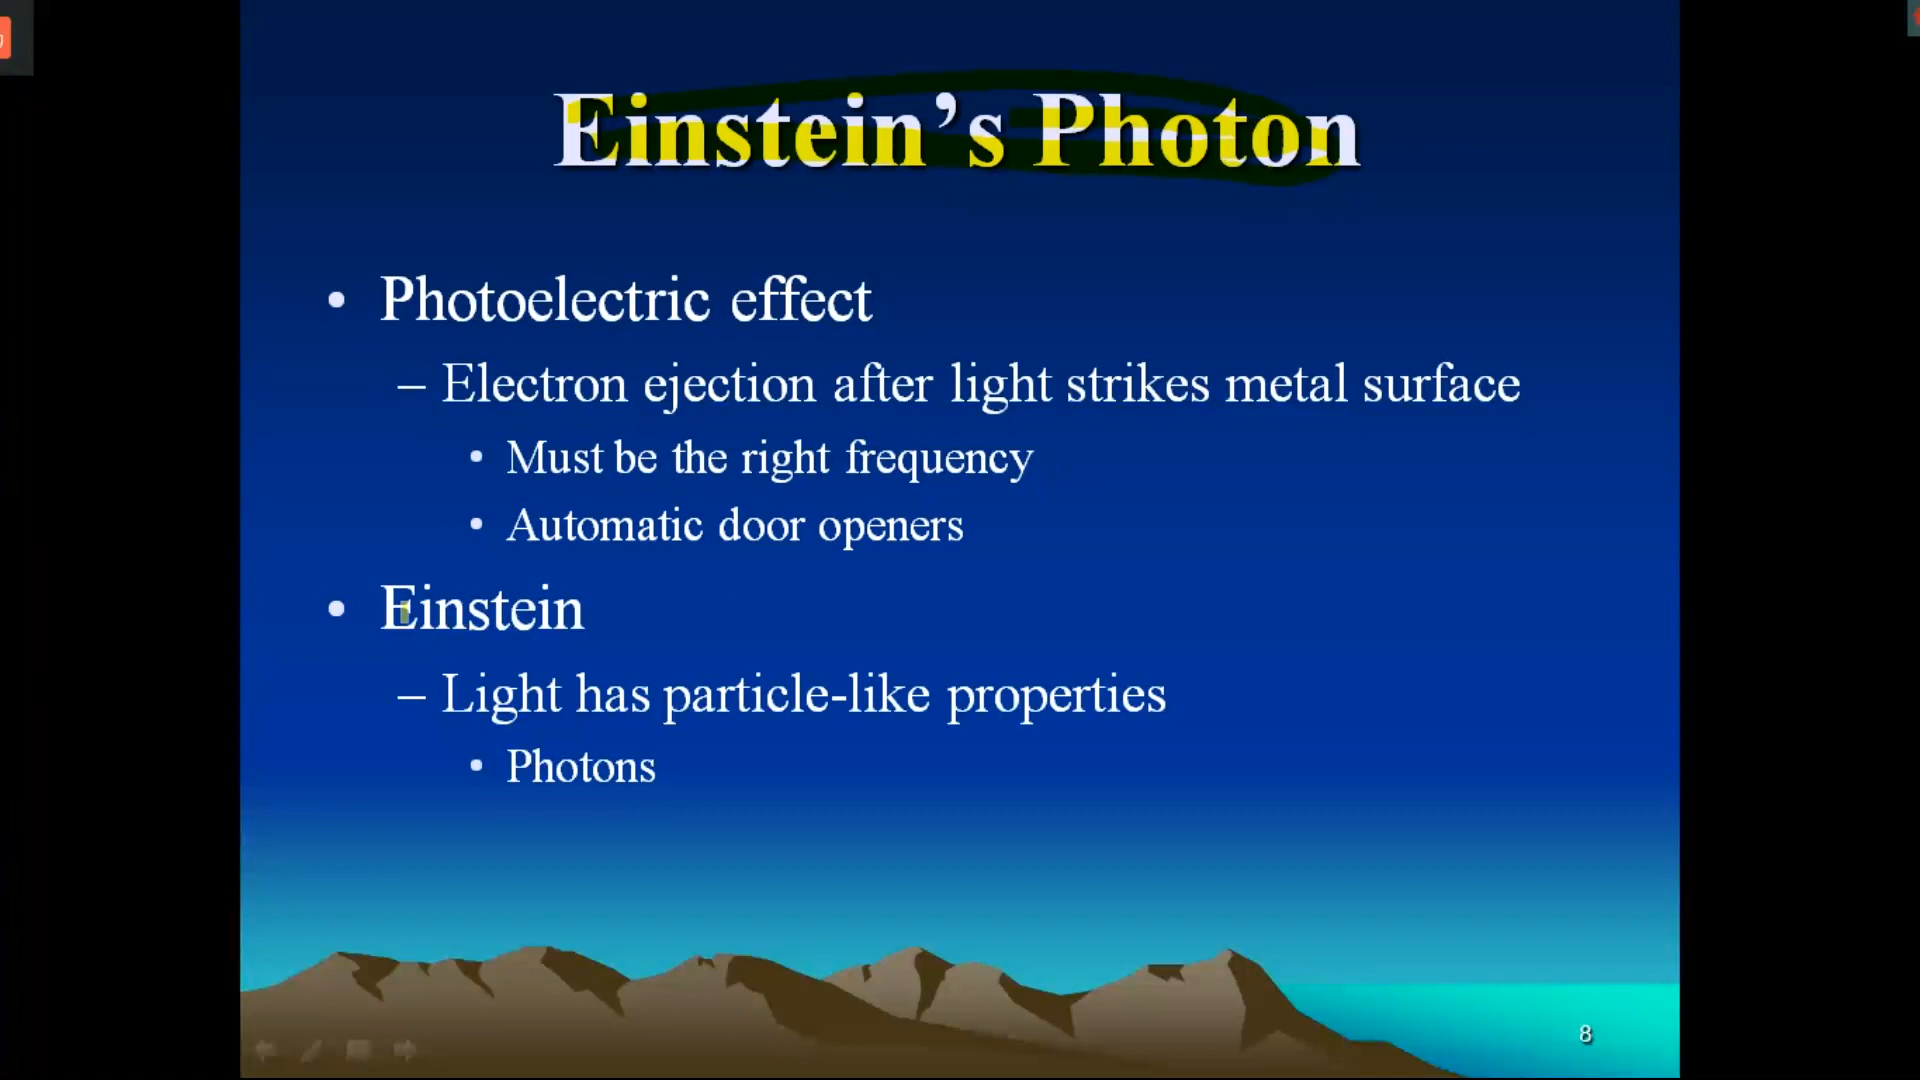 Einstein’s Photon
• Photoelectric effect
– Electron ejection after light strikes metal surface
• Must be the right frequency
• Automatic door openers
• Einstein
– Light has particle-like properties
• Photons
8